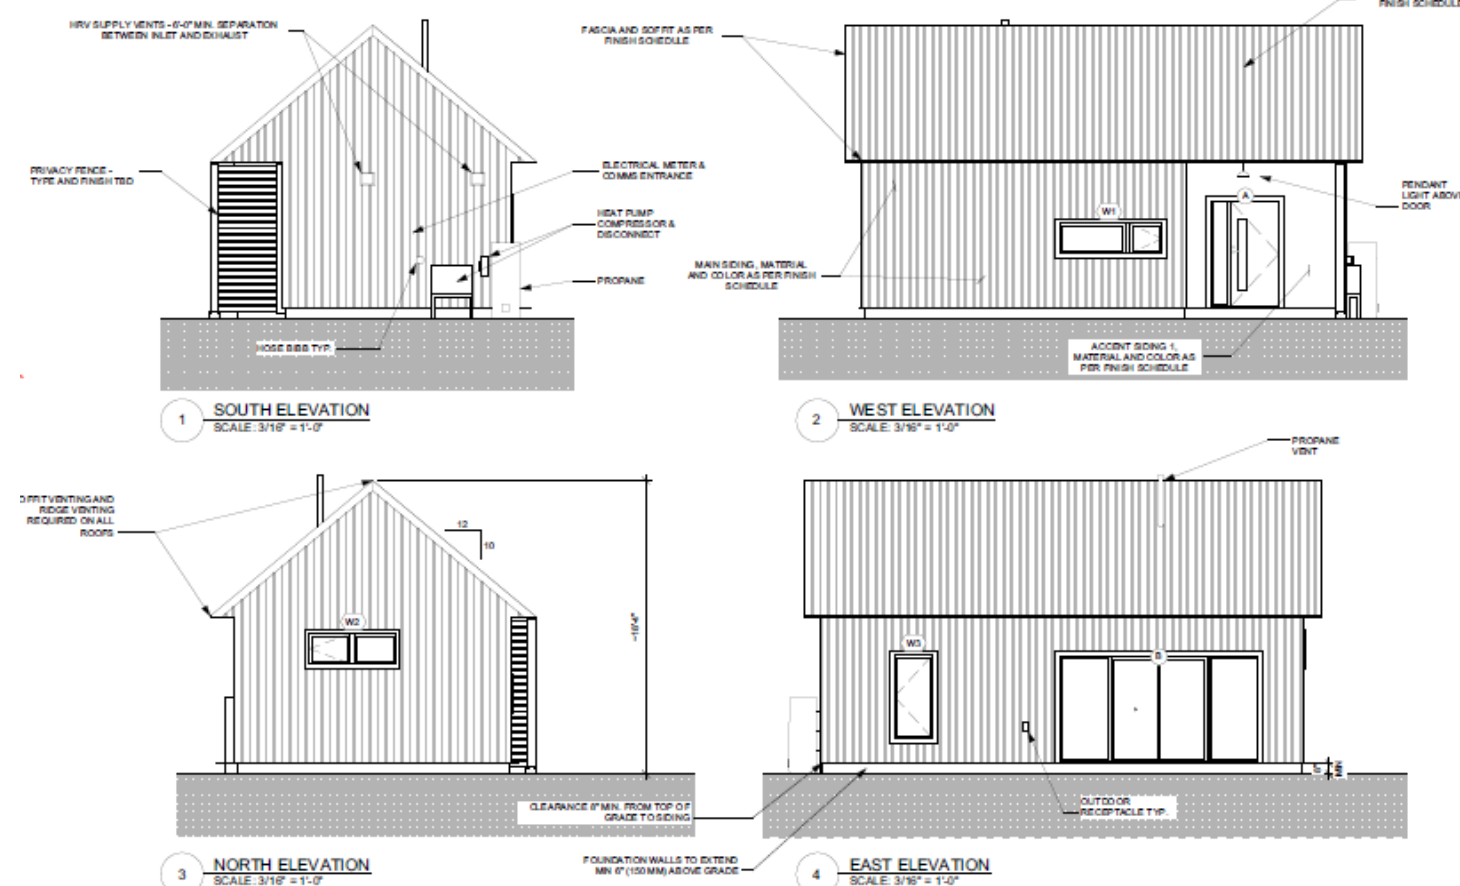 HRV SUPPLY VENTS - 6'-0" MIN. SEPARATION
BETWEEN INLET AND EXHAUST
PRIVACY FENCE -
TYPE AND FINISH TBD
ELECTRICAL METER &
COMMS ENTRANCE
HEAT PUMP
COMPRESSOR &
DISCONNECT
PROPANE
HOSE BIBB TYP.
1
SOUTH ELEVATION
SCALE: 3/16" = 1'-0"
FINISH SCHEDULE
FASCIA AND SOFFIT AS PER
FINISH SCHEDULE
PENDANT
LIGHT ABOVE
DOOR
A
W1
MAIN SIDING, MATERIAL
AND COLOR AS PER FINISH
SCHEDULE
ACCENT SIDING 1,
MATERIAL AND COLOR AS
PER FINISH SCHEDULE
2
WEST ELEVATION
SCALE: 3/16" = 1'-0"
OFFIT VENTING AND
RIDGE VENTING
REQUIRED ON ALL
ROOFS
12
10
W2
3
NORTH ELEVATION
SCALE: 3/16" = 1'-0"
PROPANE
VENT
W3
B
8"
MIN
CLEARANCE 8" MIN. FROM TOP OF
GRADE TO SIDING
OUTDOOR
RECEPTACLE TYP.
FOUNDATION WALLS TO EXTEND
MIN 6" (150 MM) ABOVE GRADE
4
EAST ELEVATION
SCALE: 3/16" = 1'-0"